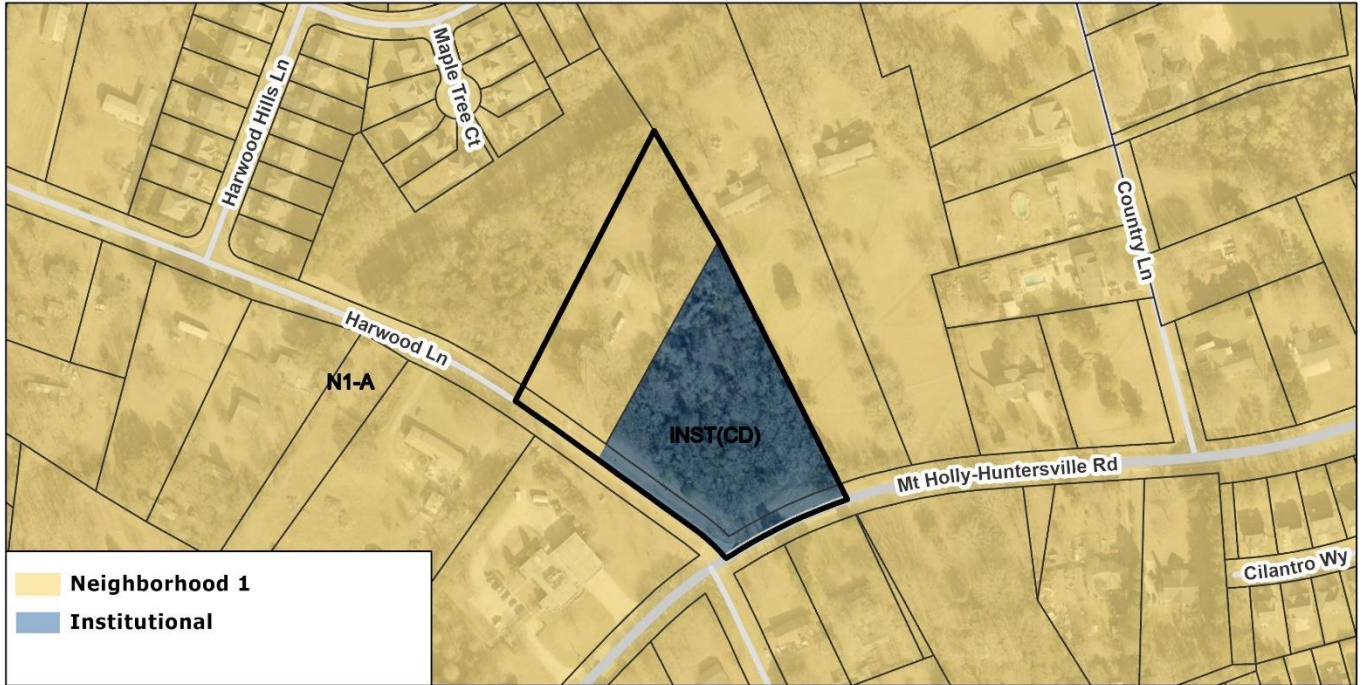 Maple Tree Ct
Harwood Hills Ln
Country Ln
Harwood Ln
N1-A
INST(CD)
Mt Holly-Huntersville Rd
Cilantro Wy
Neighborhood 1
Institutional